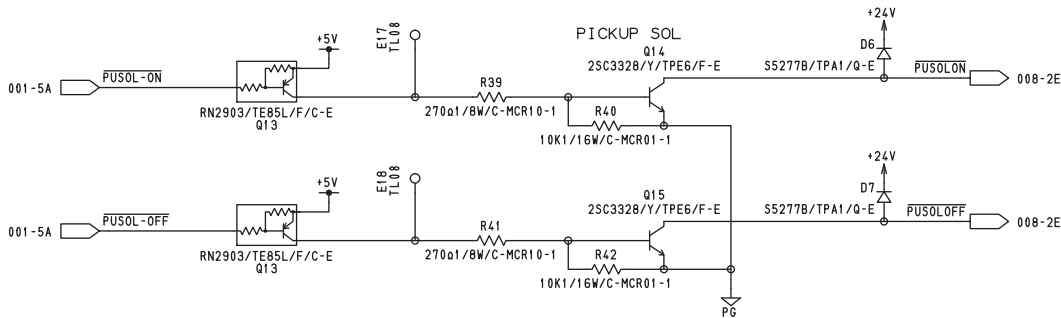 PICKUP SOL
+24V
E17
TL08
+5V
D6
Q14
2SC3328/Y/TPE6/F-E
S5277B/TPA1/Q-E
PUSOL-ON
PUSOLON
001-5A
008-2E
R39
RN2903/TE85L/F/C-E
270Ω1/8W/C-MCR10-1
R40
Q13
10K1/16W/C-MCR01-1
+24V
E18
TL08
+5V
D7
Q15
2SC3328/Y/TPE6/F-E
S5277B/TPA1/Q-E
PUSOL-OFF
PUSOLOFF
001-5A
008-2E
R41
RN2903/TE85L/F/C-E
270Ω1/8W/C-MCR10-1
R42
Q13
10K1/16W/C-MCR01-1
PG